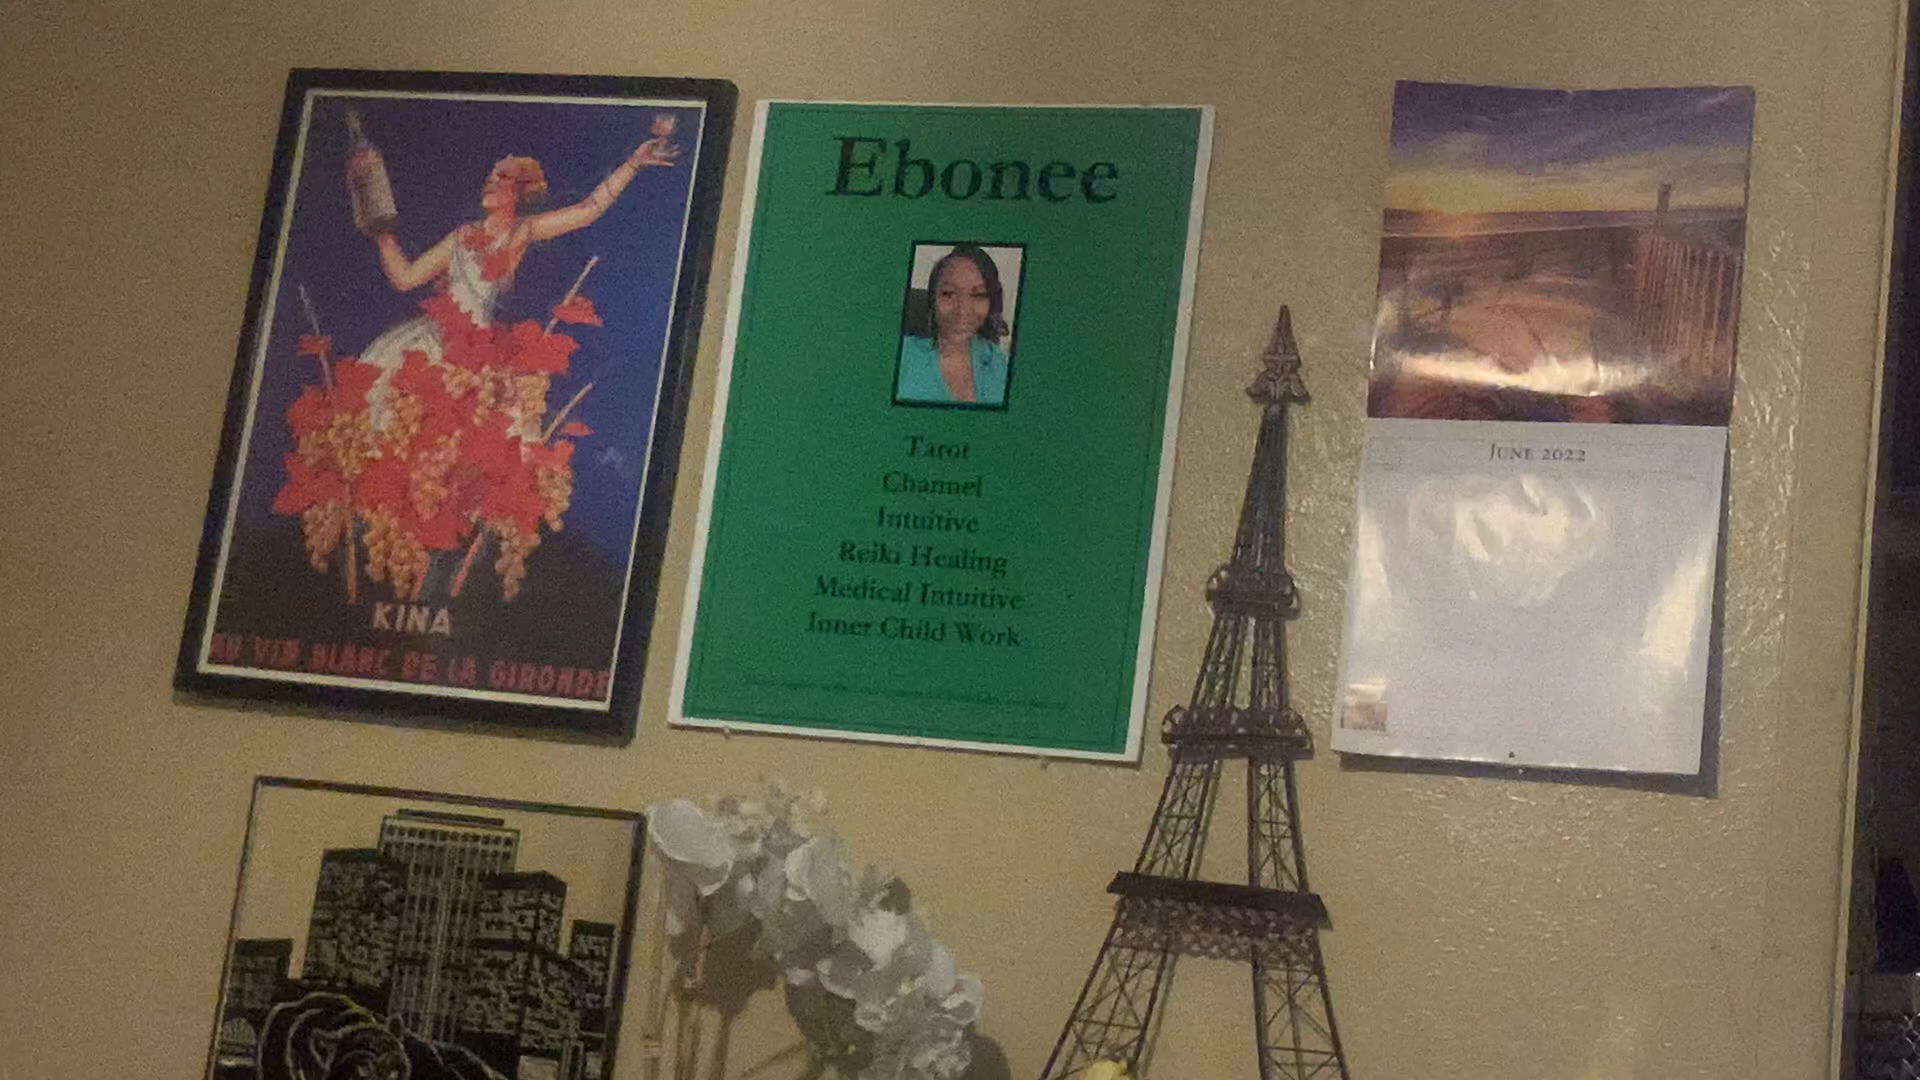 KINA
AU VIN BLANC DE LA GIRONDE
Ebonee
Tarot
Channel
Intuitive
Reiki Healing
Medical Intuitive
Inner Child Work
JUNE 2022